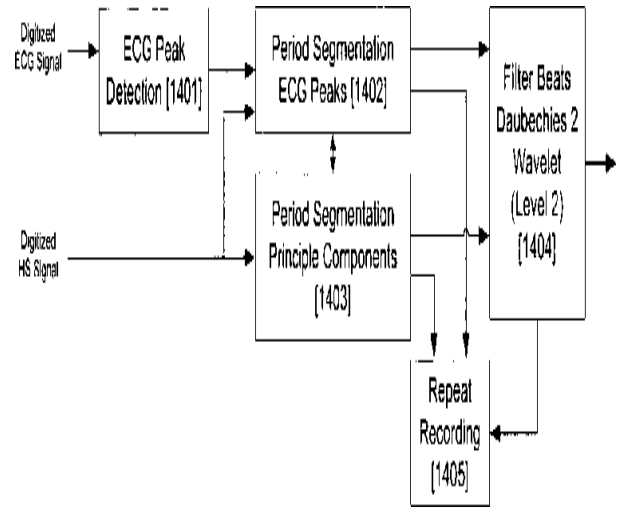 Digitized
ECG Signal
ECG Peak
Detection [1401]
Period Segmentation
ECG Peaks [1402]
Filter Beats
Daubechies 2
Wavelet
(Level 2)
[1404]
Digitized
HS Signal
Period Segmentation
Principle Components
[1403]
Repeat
Recording
[1405]